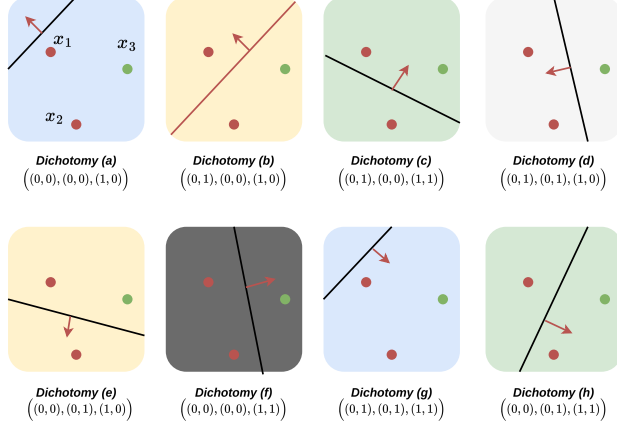 x₁
x₃
x₂
Dichotomy (a) Dichotomy (b) Dichotomy (c) Dichotomy (d)
((0, 0), (0, 0), (1, 0)) ((0, 1), (0, 0), (1, 0)) ((0, 1), (0, 0), (1, 1)) ((0, 1), (0, 1), (1, 0))
Dichotomy (e) Dichotomy (f) Dichotomy (g) Dichotomy (h)
((0, 0), (0, 1), (1, 0)) ((0, 0), (0, 0), (1, 1)) ((0, 1), (0, 1), (1, 1)) ((0, 0), (0, 1), (1, 1))